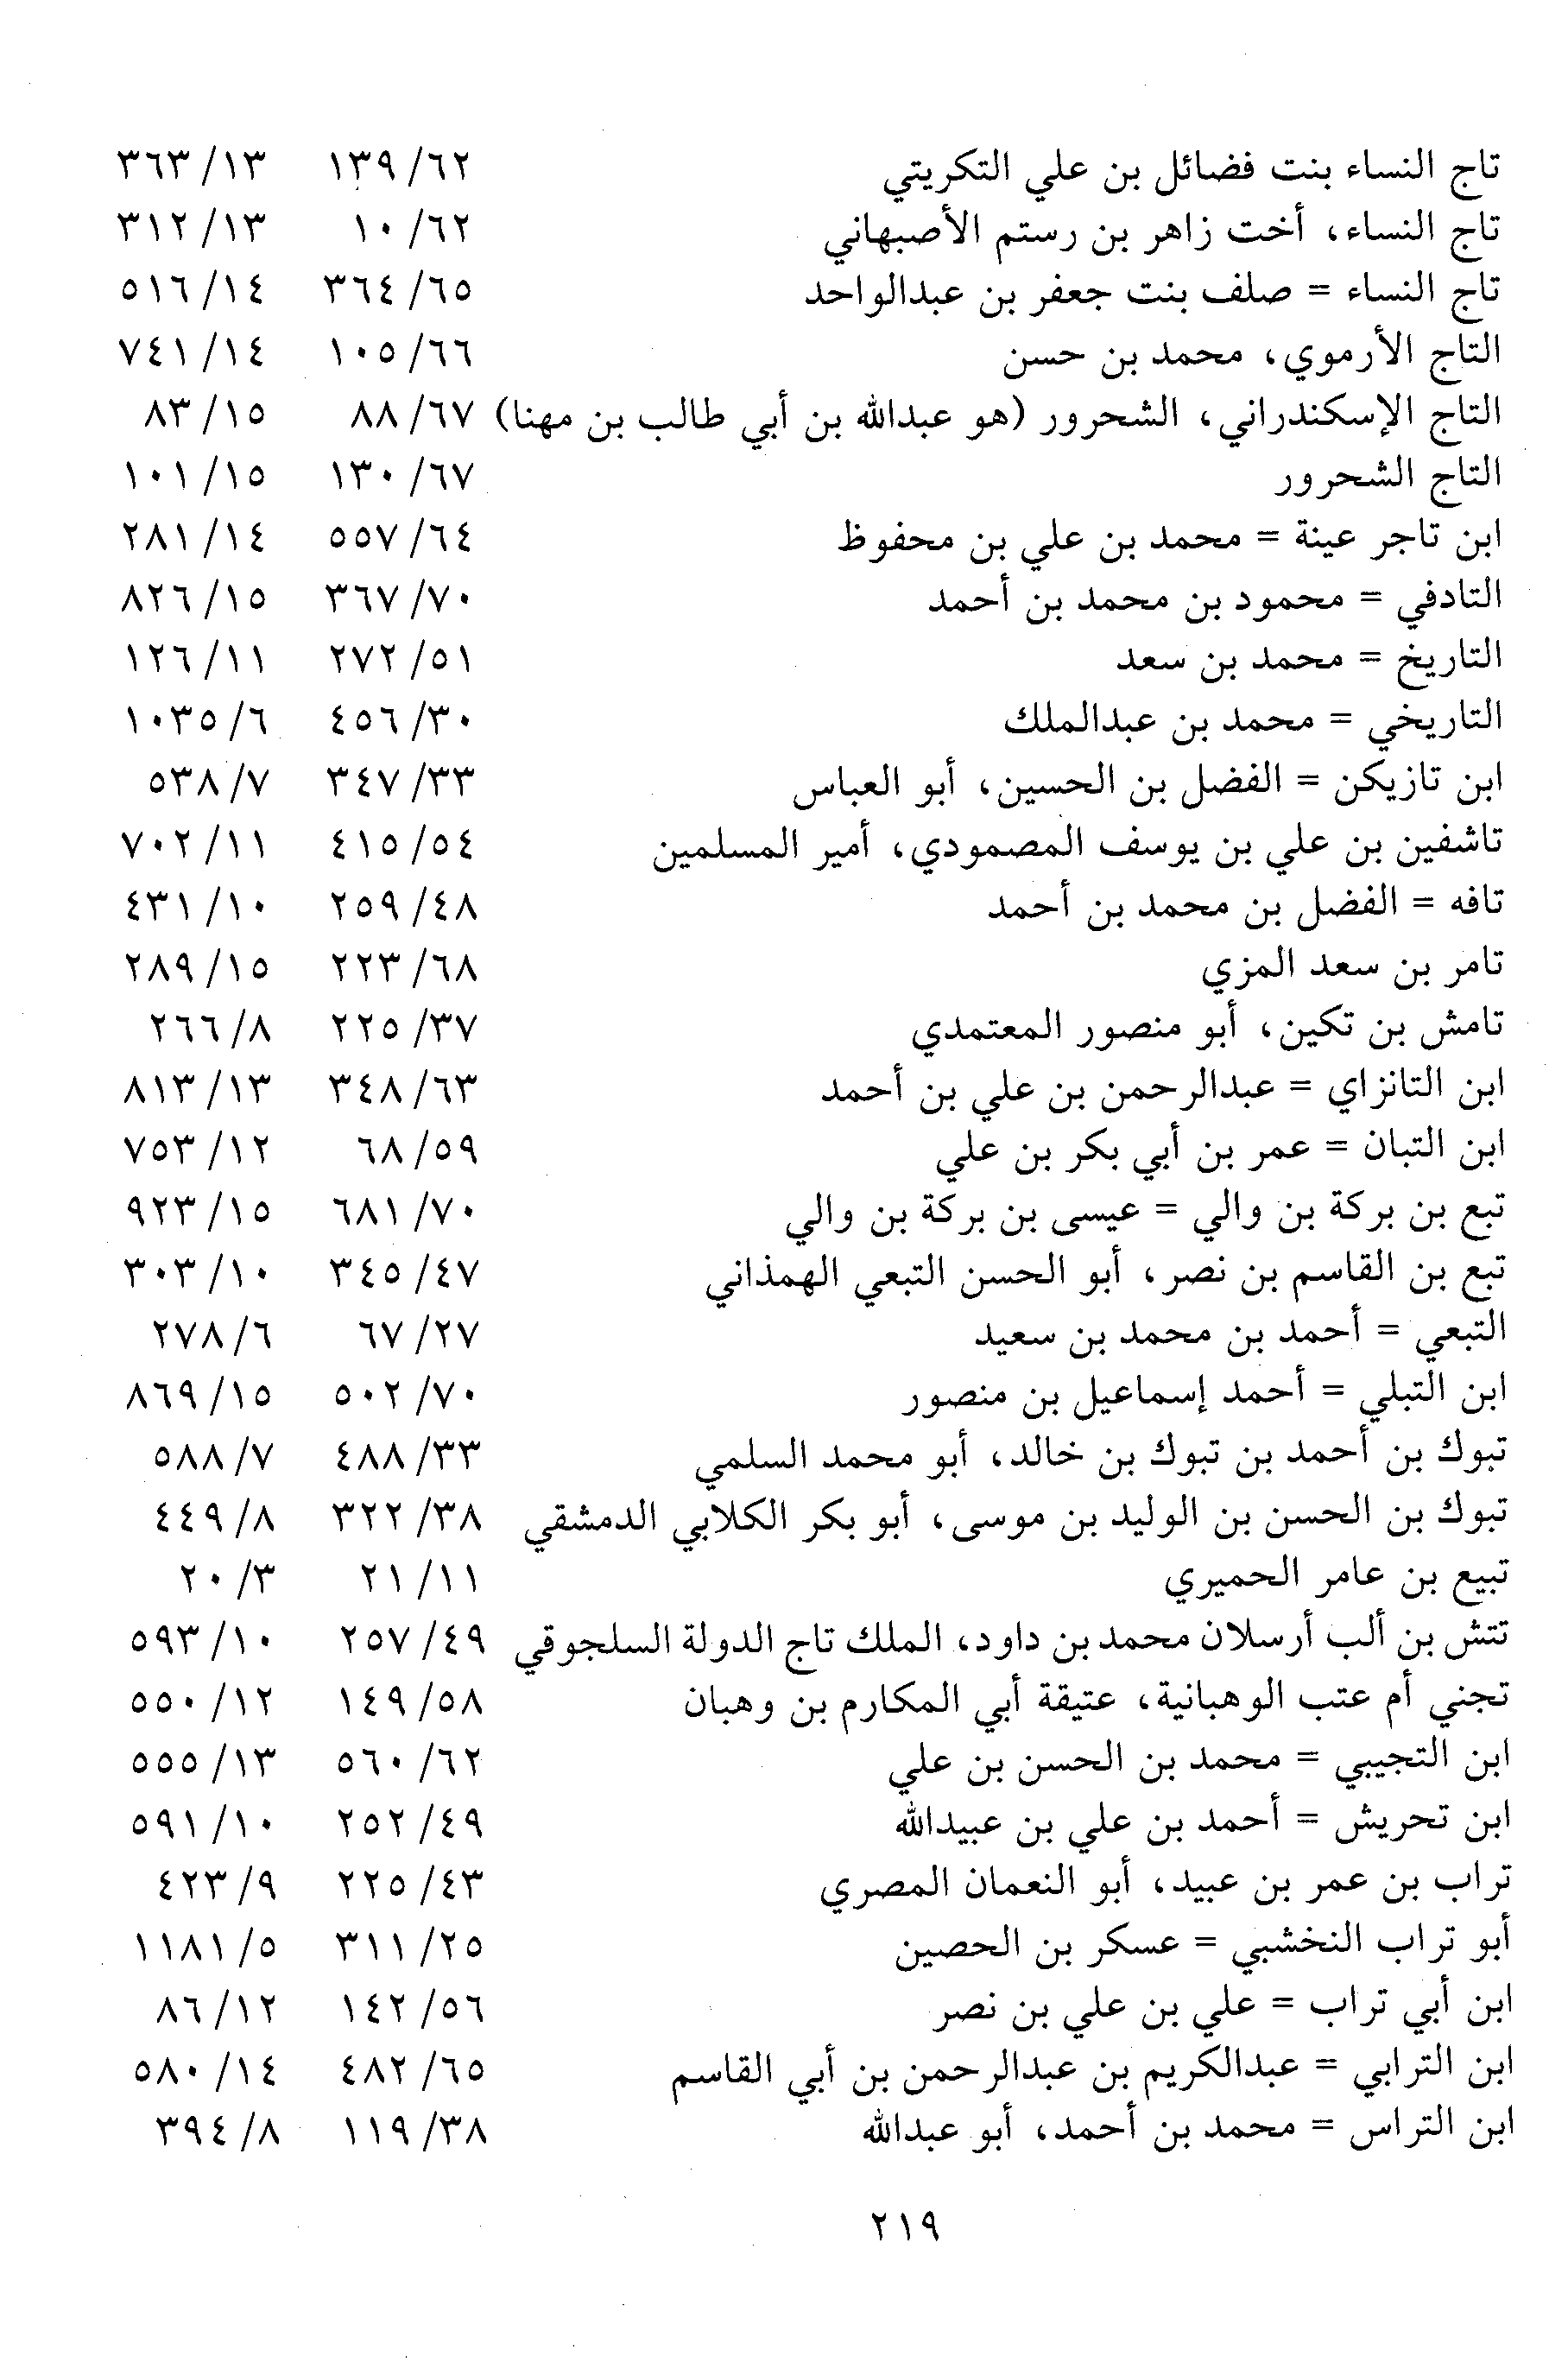 تاج النساء بنت فضائل بن علي التكريتي ٦٢/ ١٣٩ ١٣/ ٣٦٣
تاج النساء، أخت زاهر بن رستم الأصبهاني ٦٢/ ١٠ ١٣/ ٣١٢
تاج النساء = صلف بنت جعفر بن عبدالواحد ٦٥/ ٣٦٤ ١٤/ ٥١٦
التاج الأرموي، محمد بن حسن ٦٦/ ١٠٥ ١٤/ ٧٤١
التاج الإسكندراني، الشحرور (هو عبدالله بن أبي طالب بن مهنا) ٦٧/ ٨٨ ١٥/ ٨٣
التاج الشحرور ٦٧/ ١٣٠ ١٥/ ١٠١
ابن تاجر عينة = محمد بن علي بن محفوظ ٦٤/ ٥٥٧ ١٤/ ٢٨١
التادفي = محمود بن محمد بن أحمد ٧٠/ ٣٦٧ ١٥/ ٨٢٦
التاريخ = محمد بن سعد ٥١/ ٢٧٢ ١١/ ١٢٦
التاريخي = محمد بن عبدالملك ٣٠/ ٤٥٦ ٦/ ١٠٣٥
ابن تازيكن = الفضل بن الحسين، أبو العباس ٣٣/ ٣٤٧ ٧/ ٥٣٨
تاشفين بن علي بن يوسف المصمودي، أمير المسلمين ٥٤/ ٤١٥ ١١/ ٧٠٢
تافه = الفضل بن محمد بن أحمد ٤٨/ ٢٥٩ ١٠/ ٤٣١
تامر بن سعد المزي ٦٨/ ٢٢٣ ١٥/ ٢٨٩
تامش بن تكين، أبو منصور المعتمدي ٣٧/ ٢٢٥ ٨/ ٢٦٦
ابن التانزاي = عبدالرحمن بن علي بن أحمد ٦٣/ ٣٤٨ ١٣/ ٨١٣
ابن التبان = عمر بن أبي بكر بن علي ٥٩/ ٦٨ ١٢/ ٧٥٣
تبع بن بركة بن والي = عيسى بن بركة بن والي ٧٠/ ٦٨١ ١٥/ ٩٢٣
تبع بن القاسم بن نصر، أبو الحسن التبعي الهمذاني ٤٧/ ٣٤٥ ١٠/ ٣٠٣
التبعي = أحمد بن محمد بن سعيد ٢٧/ ٦٧ ٦/ ٢٧٨
ابن التبلي = أحمد إسماعيل بن منصور ٧٠/ ٥٠٢ ١٥/ ٨٦٩
تبوك بن أحمد بن تبوك بن خالد، أبو محمد السلمي ٣٣/ ٤٨٨ ٧/ ٥٨٨
تبوك بن الحسن بن الوليد بن موسى، أبو بكر الكلابي الدمشقي ٣٨/ ٣٢٢ ٨/ ٤٤٩
تبيع بن عامر الحميري ١١/ ٢١ ٣/ ٢٠
تتش بن ألب أرسلان محمد بن داود، الملك تاج الدولة السلجوقي ٤٩/ ٢٥٧ ١٠/ ٥٩٣
تجني أم عتب الوهبانية، عتيقة أبي المكارم بن وهبان ٥٨/ ١٤٩ ١٢/ ٥٥٠
ابن التجيبي = محمد بن الحسن بن علي ٦٢/ ٥٦٠ ١٣/ ٥٥٥
ابن تحريش = أحمد بن علي بن عبيدالله ٤٩/ ٢٥٢ ١٠/ ٥٩١
تراب بن عمر بن عبيد، أبو النعمان المصري ٤٣/ ٢٢٥ ٩/ ٤٢٣
أبو تراب النخشبي = عسكر بن الحصين ٢٥/ ٣١١ ٥/ ١١٨١
ابن أبي تراب = علي بن علي بن نصر ٥٦/ ١٤٢ ١٢/ ٨٦
ابن الترابي = عبدالكريم بن عبدالرحمن بن أبي القاسم ٦٥/ ٤٨٢ ١٤/ ٥٨٠
ابن التراس = محمد بن أحمد، أبو عبدالله ٣٨/ ١١٩ ٨/ ٣٩٤
٢١٩